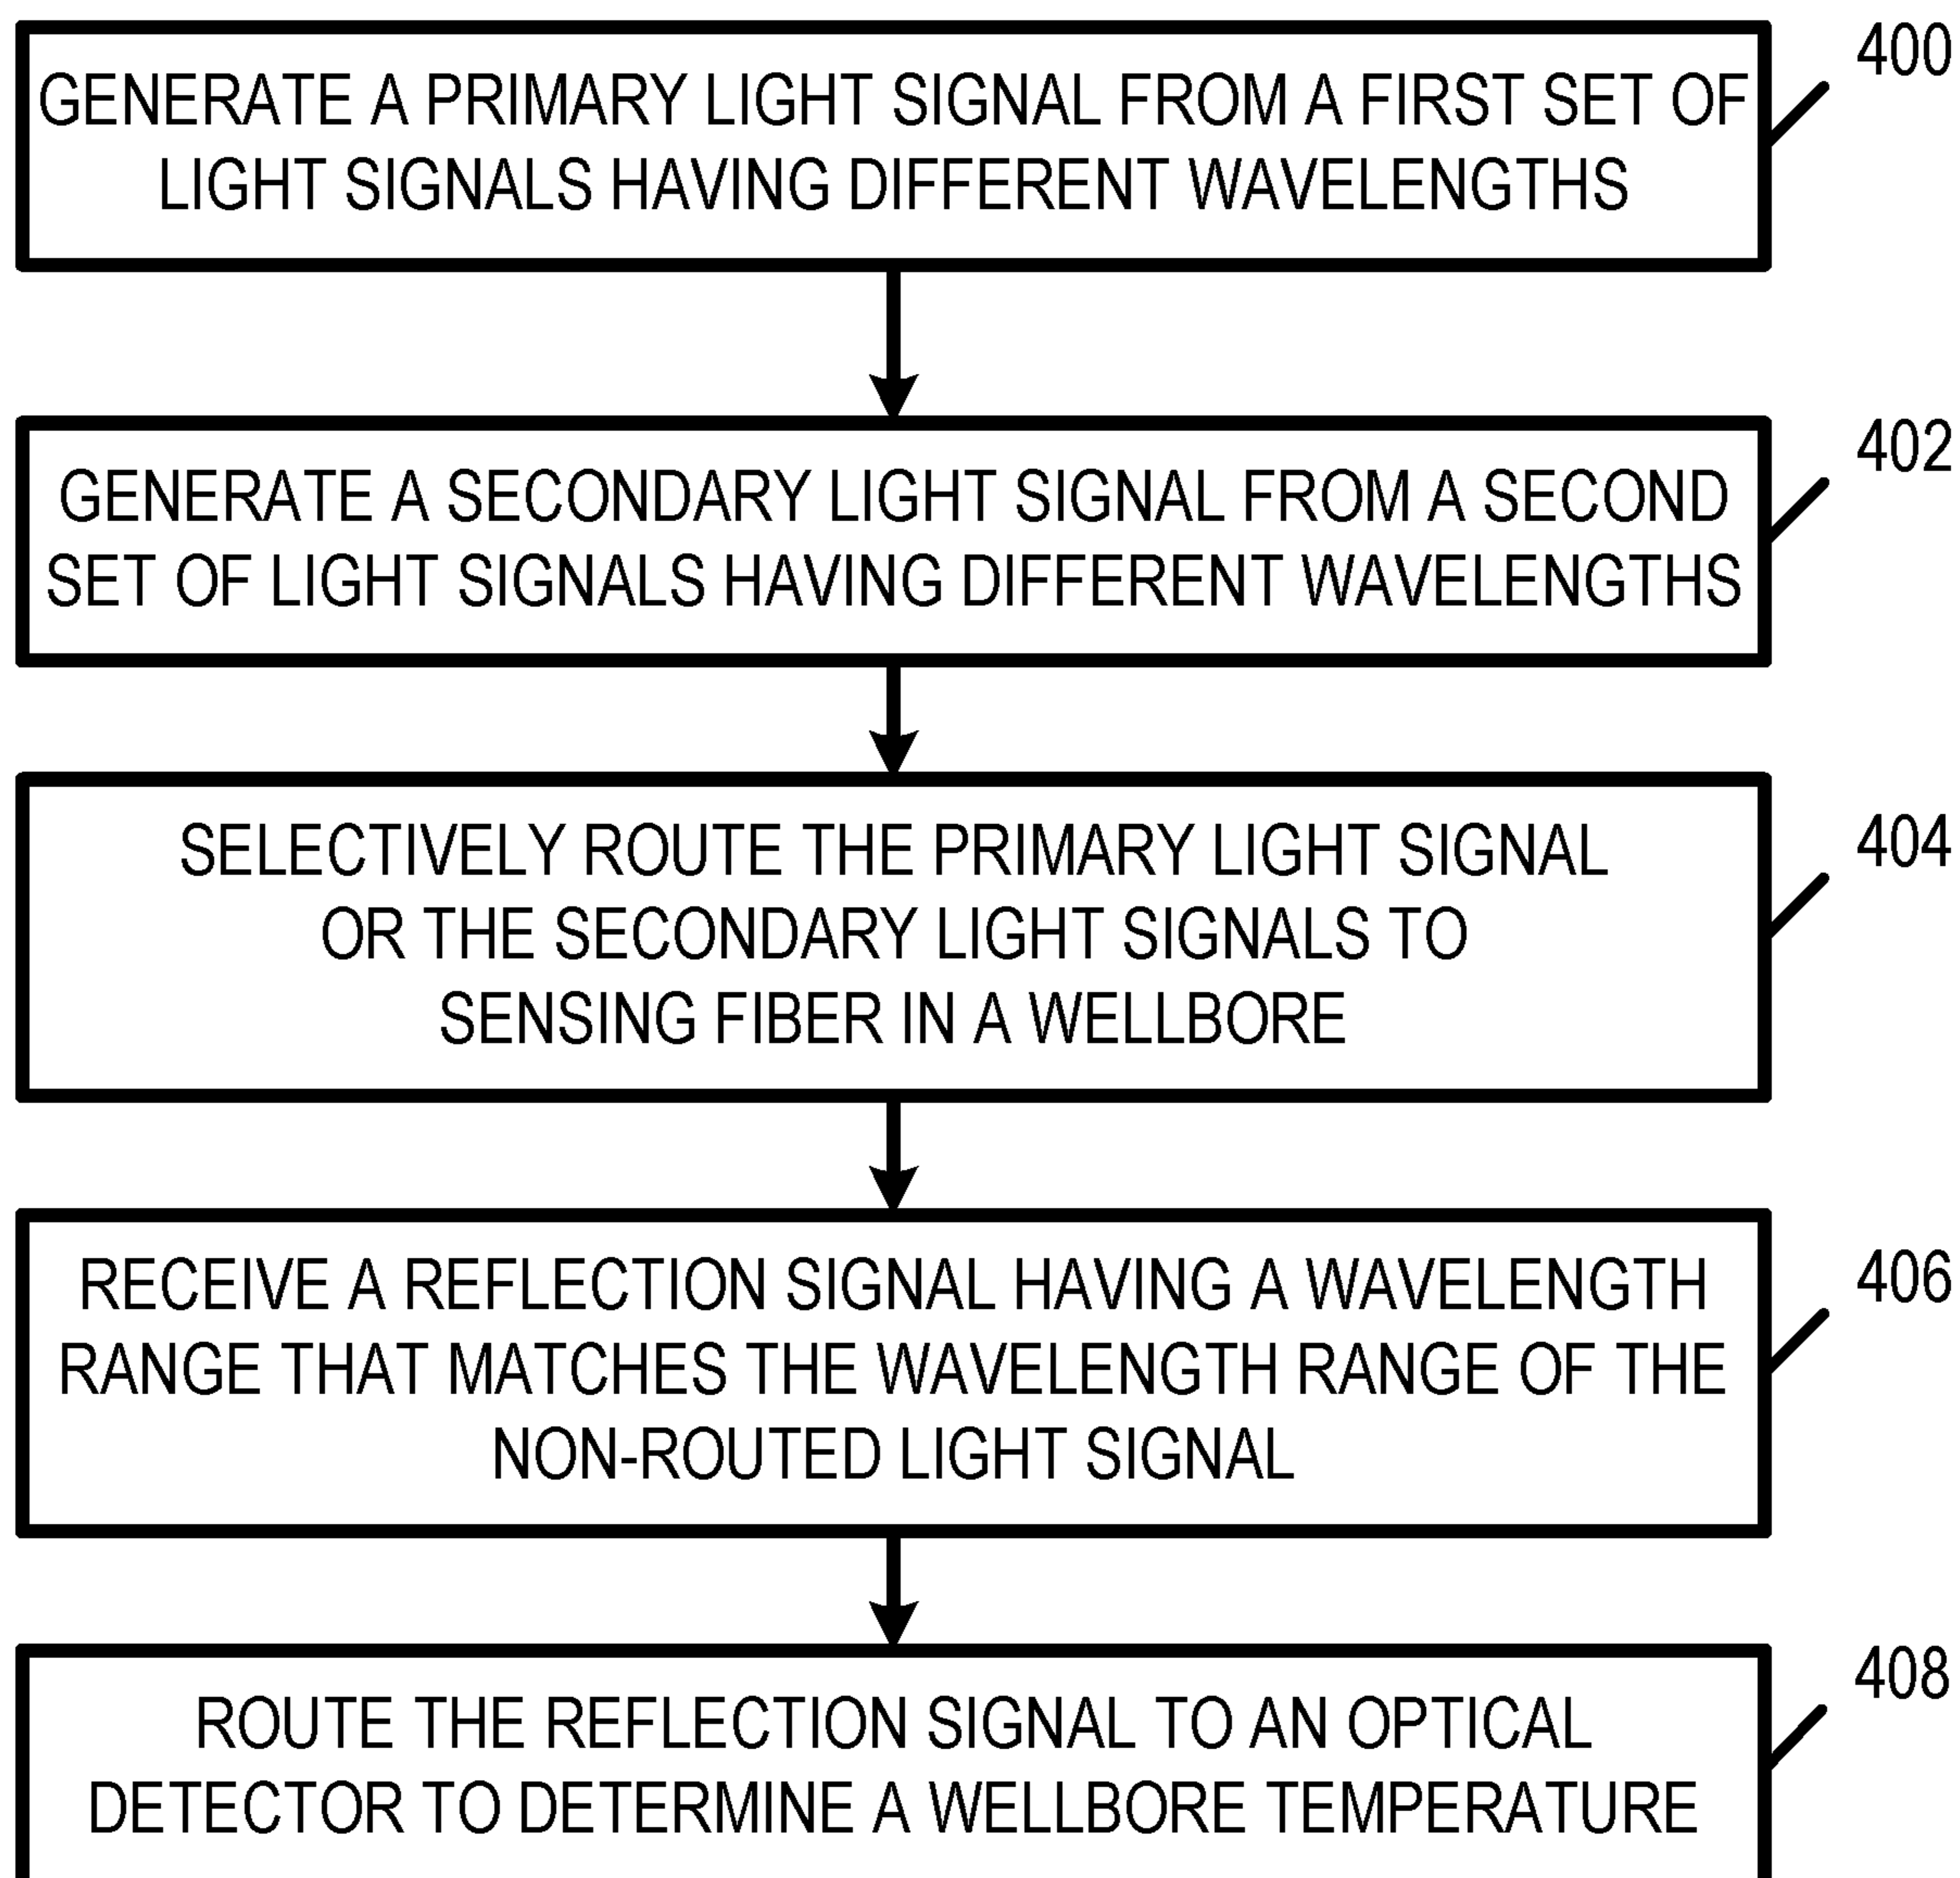 400
GENERATE A PRIMARY LIGHT SIGNAL FROM A FIRST SET OF
LIGHT SIGNALS HAVING DIFFERENT WAVELENGTHS
402
GENERATE A SECONDARY LIGHT SIGNAL FROM A SECOND
SET OF LIGHT SIGNALS HAVING DIFFERENT WAVELENGTHS
404
SELECTIVELY ROUTE THE PRIMARY LIGHT SIGNAL
OR THE SECONDARY LIGHT SIGNALS TO
SENSING FIBER IN A WELLBORE
406
RECEIVE A REFLECTION SIGNAL HAVING A WAVELENGTH
RANGE THAT MATCHES THE WAVELENGTH RANGE OF THE
NON-ROUTED LIGHT SIGNAL
408
ROUTE THE REFLECTION SIGNAL TO AN OPTICAL
DETECTOR TO DETERMINE A WELLBORE TEMPERATURE